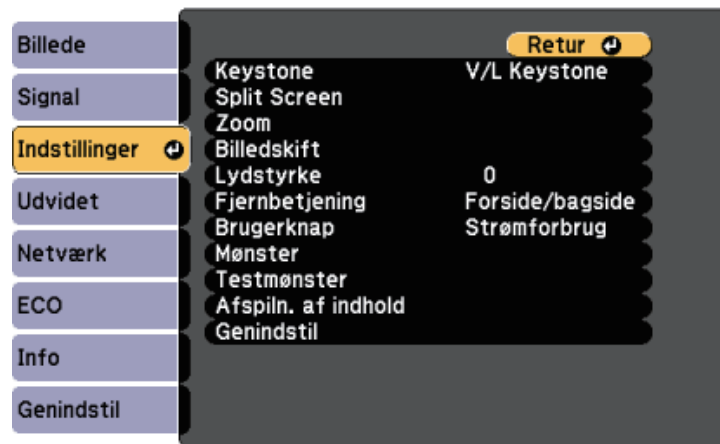 Billede
Signal
Indstillinger
Udvidet
Netværk
ECO
Info
Genindstil
Retur
Keystone V/L Keystone
Split Screen
Zoom
Billedskift
Lydstyrke 0
Fjernbetjening Forside/bagside
Brugerknap Strømforbrug
Mønster
Testmønster
Afspiln. af indhold
Genindstil